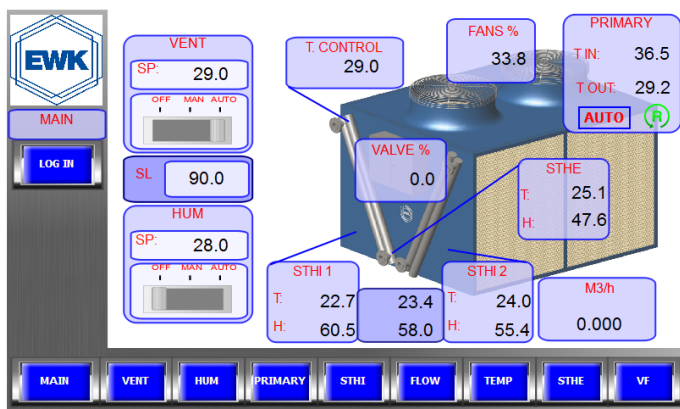 EWK
MAIN
LOG IN
VENT
SP: 29.0
OFF MAN AUTO
SL 90.0
HUM
SP: 28.0
OFF MAN AUTO
T. CONTROL
29.0
FANS %
33.8
PRIMARY
T IN: 36.5
T OUT: 29.2
AUTO R
VALVE %
0.0
STHE
T: 25.1
H: 47.6
STHI 1
T: 22.7
H: 60.5
23.4
58.0
STHI 2
T: 24.0
H: 55.4
M3/h
0.000
MAIN VENT HUM PRIMARY STHI FLOW TEMP STHE VF